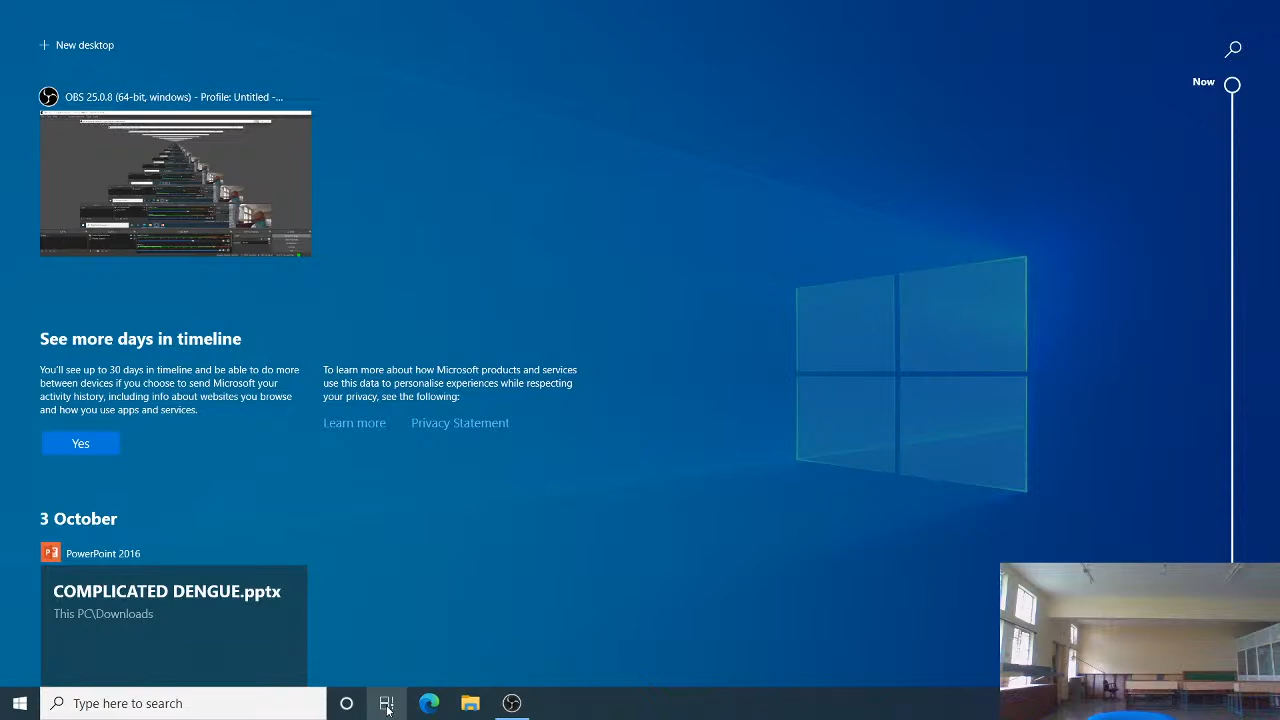 New desktop
Now
OBS 25.0.8 (64-bit, windows) - Profile: Untitled -...
See more days in timeline
You'll see up to 30 days in timeline and be able to do more
between devices if you choose to send Microsoft your
activity history, including info about websites you browse
and how you use apps and services.
Yes
To learn more about how Microsoft products and services
use this data to personalise experiences while respecting
your privacy, see the following:
Learn more Privacy Statement
3 October
PowerPoint 2016
COMPLICATED DENGUE.pptx
This PC\Downloads
Type here to search